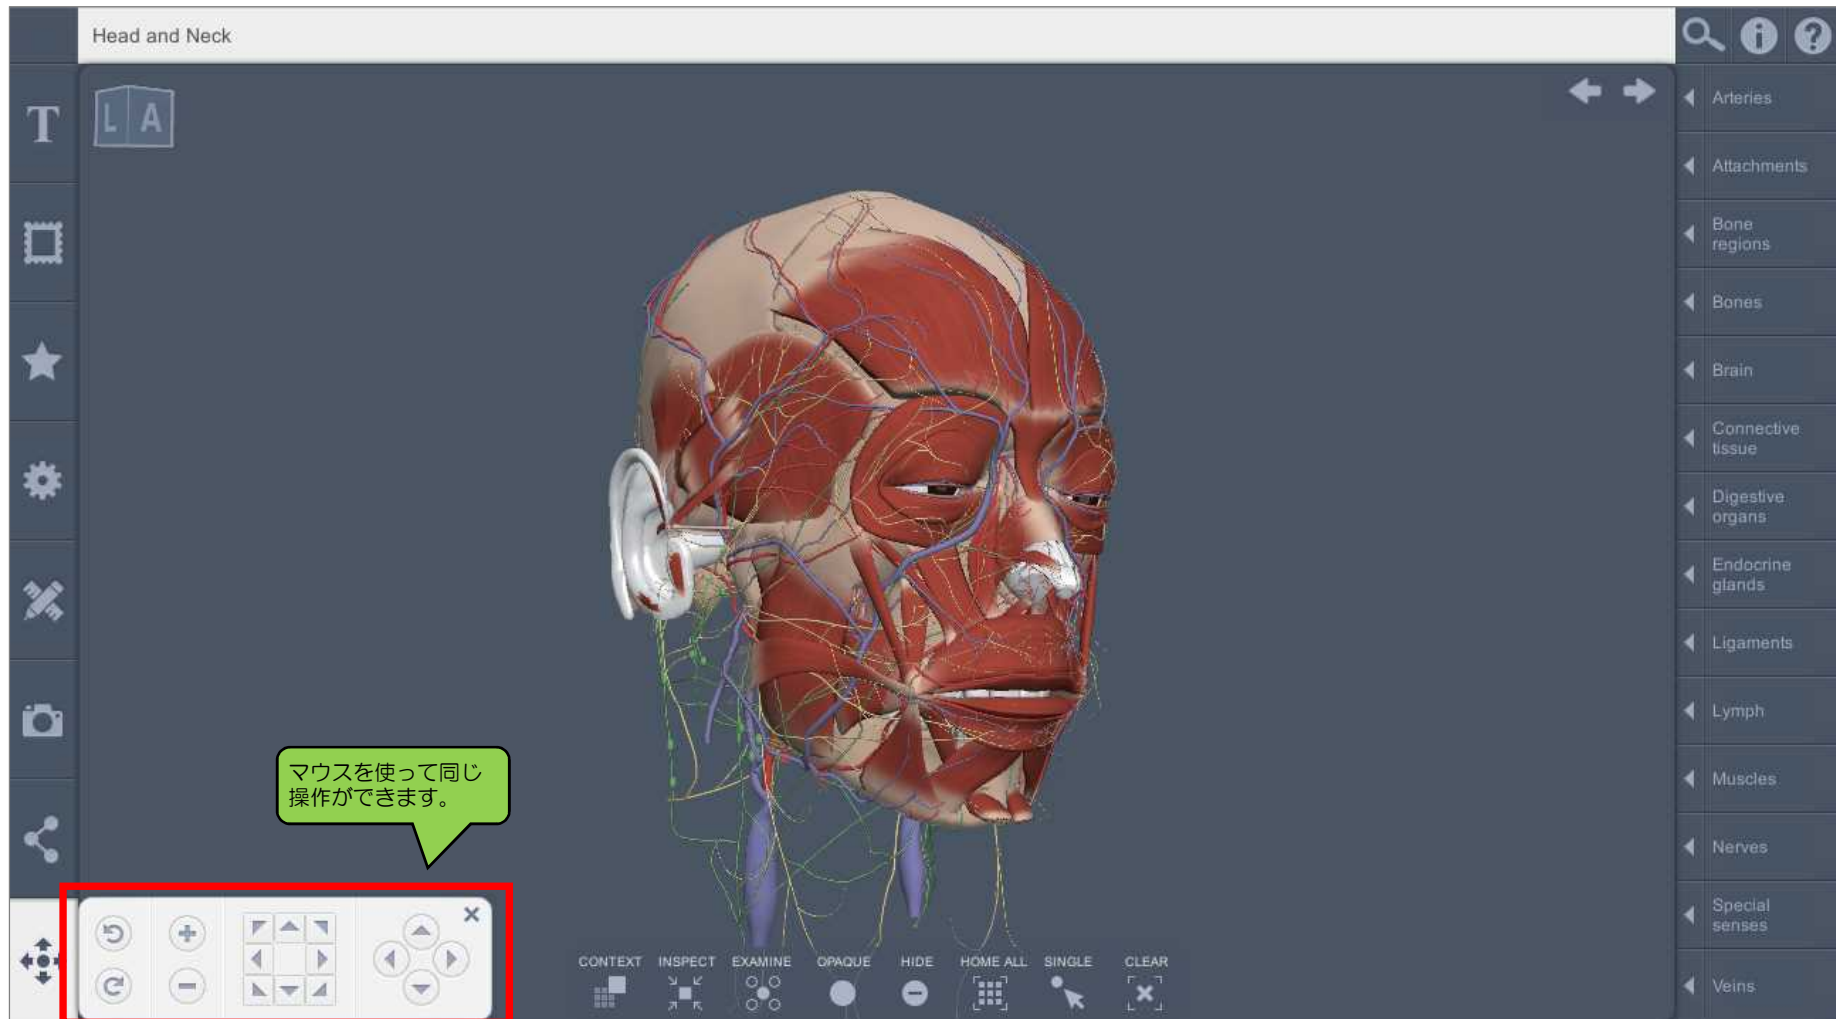 Head and Neck
T
L A
マウスを使って同じ
操作ができます。
CONTEXT INSPECT EXAMINE OPAQUE HIDE HOME ALL SINGLE CLEAR
Arteries
Attachments
Bone
regions
Bones
Brain
Connective
tissue
Digestive
organs
Endocrine
glands
Ligaments
Lymph
Muscles
Nerves
Special
senses
Veins